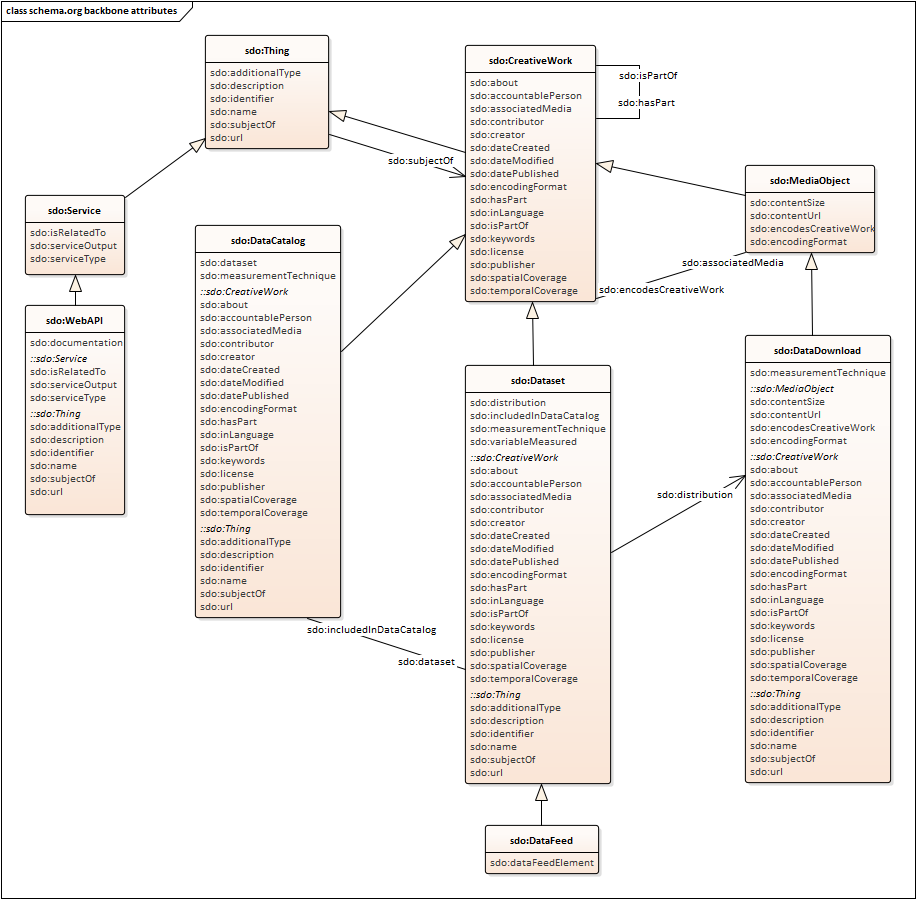 class schema.org backbone attributes
sdo:Thing
sdo:additionalType
sdo:description
sdo:identifier
sdo:name
sdo:subjectOf
sdo:url
sdo:CreativeWork
sdo:about
sdo:accountablePerson
sdo:associatedMedia
sdo:contributor
sdo:creator
sdo:dateCreated
sdo:dateModified
sdo:datePublished
sdo:encodingFormat
sdo:hasPart
sdo:inLanguage
sdo:isPartOf
sdo:keywords
sdo:license
sdo:publisher
sdo:spatialCoverage
sdo:temporalCoverage
sdo:isPartOf
sdo:hasPart
sdo:subjectOf
sdo:MediaObject
sdo:contentSize
sdo:contentUrl
sdo:encodesCreativeWork
sdo:encodingFormat
sdo:associatedMedia
sdo:encodesCreativeWork
sdo:Service
sdo:isRelatedTo
sdo:serviceOutput
sdo:serviceType
sdo:WebAPI
sdo:documentation
::sdo:Service
sdo:isRelatedTo
sdo:serviceOutput
sdo:serviceType
::sdo:Thing
sdo:additionalType
sdo:description
sdo:identifier
sdo:name
sdo:subjectOf
sdo:url
sdo:DataCatalog
sdo:dataset
sdo:measurementTechnique
::sdo:CreativeWork
sdo:about
sdo:accountablePerson
sdo:associatedMedia
sdo:contributor
sdo:creator
sdo:dateCreated
sdo:dateModified
sdo:datePublished
sdo:encodingFormat
sdo:hasPart
sdo:inLanguage
sdo:isPartOf
sdo:keywords
sdo:license
sdo:publisher
sdo:spatialCoverage
sdo:temporalCoverage
::sdo:Thing
sdo:additionalType
sdo:description
sdo:identifier
sdo:name
sdo:subjectOf
sdo:url
sdo:includedInDataCatalog
sdo:dataset
sdo:Dataset
sdo:distribution
sdo:includedInDataCatalog
sdo:measurementTechnique
sdo:variableMeasured
::sdo:CreativeWork
sdo:about
sdo:accountablePerson
sdo:associatedMedia
sdo:contributor
sdo:creator
sdo:dateCreated
sdo:dateModified
sdo:datePublished
sdo:encodingFormat
sdo:hasPart
sdo:inLanguage
sdo:isPartOf
sdo:keywords
sdo:license
sdo:publisher
sdo:spatialCoverage
sdo:temporalCoverage
::sdo:Thing
sdo:additionalType
sdo:description
sdo:identifier
sdo:name
sdo:subjectOf
sdo:url
sdo:distribution
sdo:DataDownload
sdo:measurementTechnique
::sdo:MediaObject
sdo:contentSize
sdo:contentUrl
sdo:encodesCreativeWork
sdo:encodingFormat
::sdo:CreativeWork
sdo:about
sdo:accountablePerson
sdo:associatedMedia
sdo:contributor
sdo:creator
sdo:dateCreated
sdo:dateModified
sdo:datePublished
sdo:encodingFormat
sdo:hasPart
sdo:inLanguage
sdo:isPartOf
sdo:keywords
sdo:license
sdo:publisher
sdo:spatialCoverage
sdo:temporalCoverage
::sdo:Thing
sdo:additionalType
sdo:description
sdo:identifier
sdo:name
sdo:subjectOf
sdo:url
sdo:DataFeed
sdo:dataFeedElement